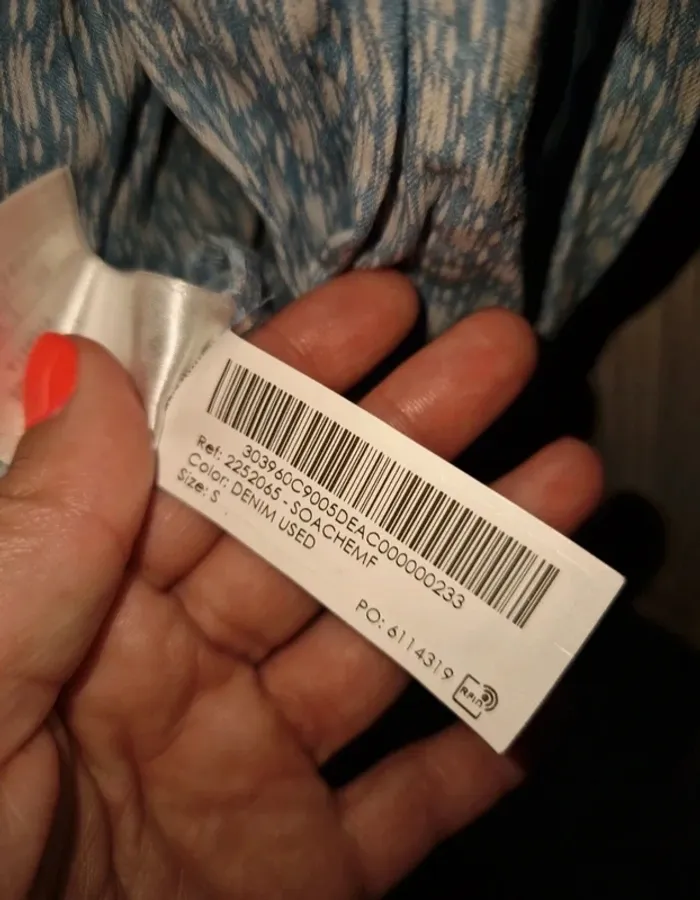 303960C9005DEAC000000233
Ref: 2252065 - SOACHEMF
Color: DENIM USED
Size: S
PO: 6114319
RFID